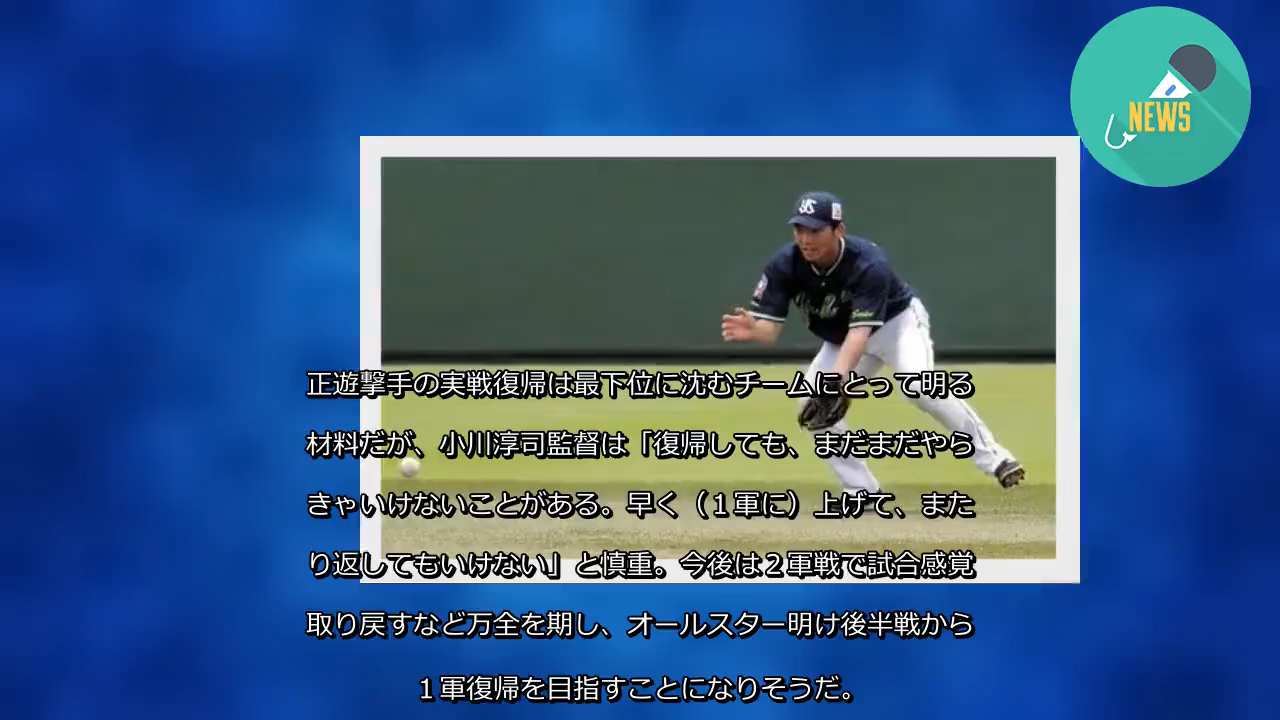 NEWS
YS
正遊撃手の実戦復帰は最下位に沈むチームにとって明る
材料だが、小川淳司監督は「復帰しても、まだまだやら
きゃいけないことがある。早く（１軍に）上げて、また
り返してもいけない」と慎重。今後は２軍戦で試合感覚
取り戻すなど万全を期し、オールスター明け後半戦から
１軍復帰を目指すことになりそうだ。